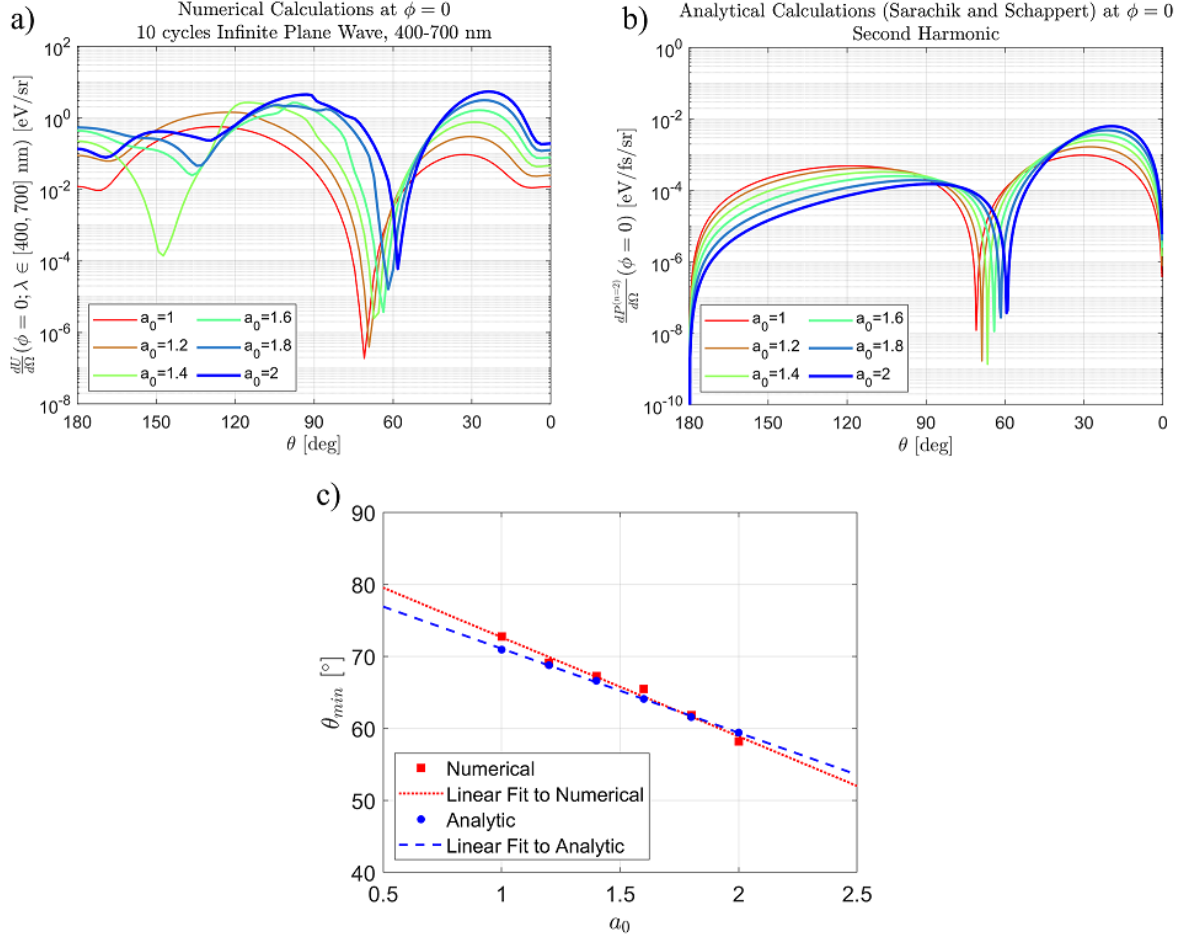 a)
Numerical Calculations at ϕ = 0
10 cycles Infinite Plane Wave, 400-700 nm
dU/dΩ (ϕ = 0; λ ∈ [400, 700] nm) [eV/sr]
10^2
10^0
10^-2
10^-4
10^-6
10^-8
a_0=1
a_0=1.6
a_0=1.2
a_0=1.8
a_0=1.4
a_0=2
180 150 120 90 60 30 0
θ [deg]
b)
Analytical Calculations (Sarachik and Schappert) at ϕ = 0
Second Harmonic
dP^(n=2)/dΩ (ϕ = 0) [eV/fs/sr]
10^0
10^-2
10^-4
10^-6
10^-8
10^-10
a_0=1
a_0=1.6
a_0=1.2
a_0=1.8
a_0=1.4
a_0=2
180 150 120 90 60 30 0
θ [deg]
c)
θ_min [°]
90
80
70
60
50
40
Numerical
Linear Fit to Numerical
Analytic
Linear Fit to Analytic
0.5 1 1.5 2 2.5
a_0